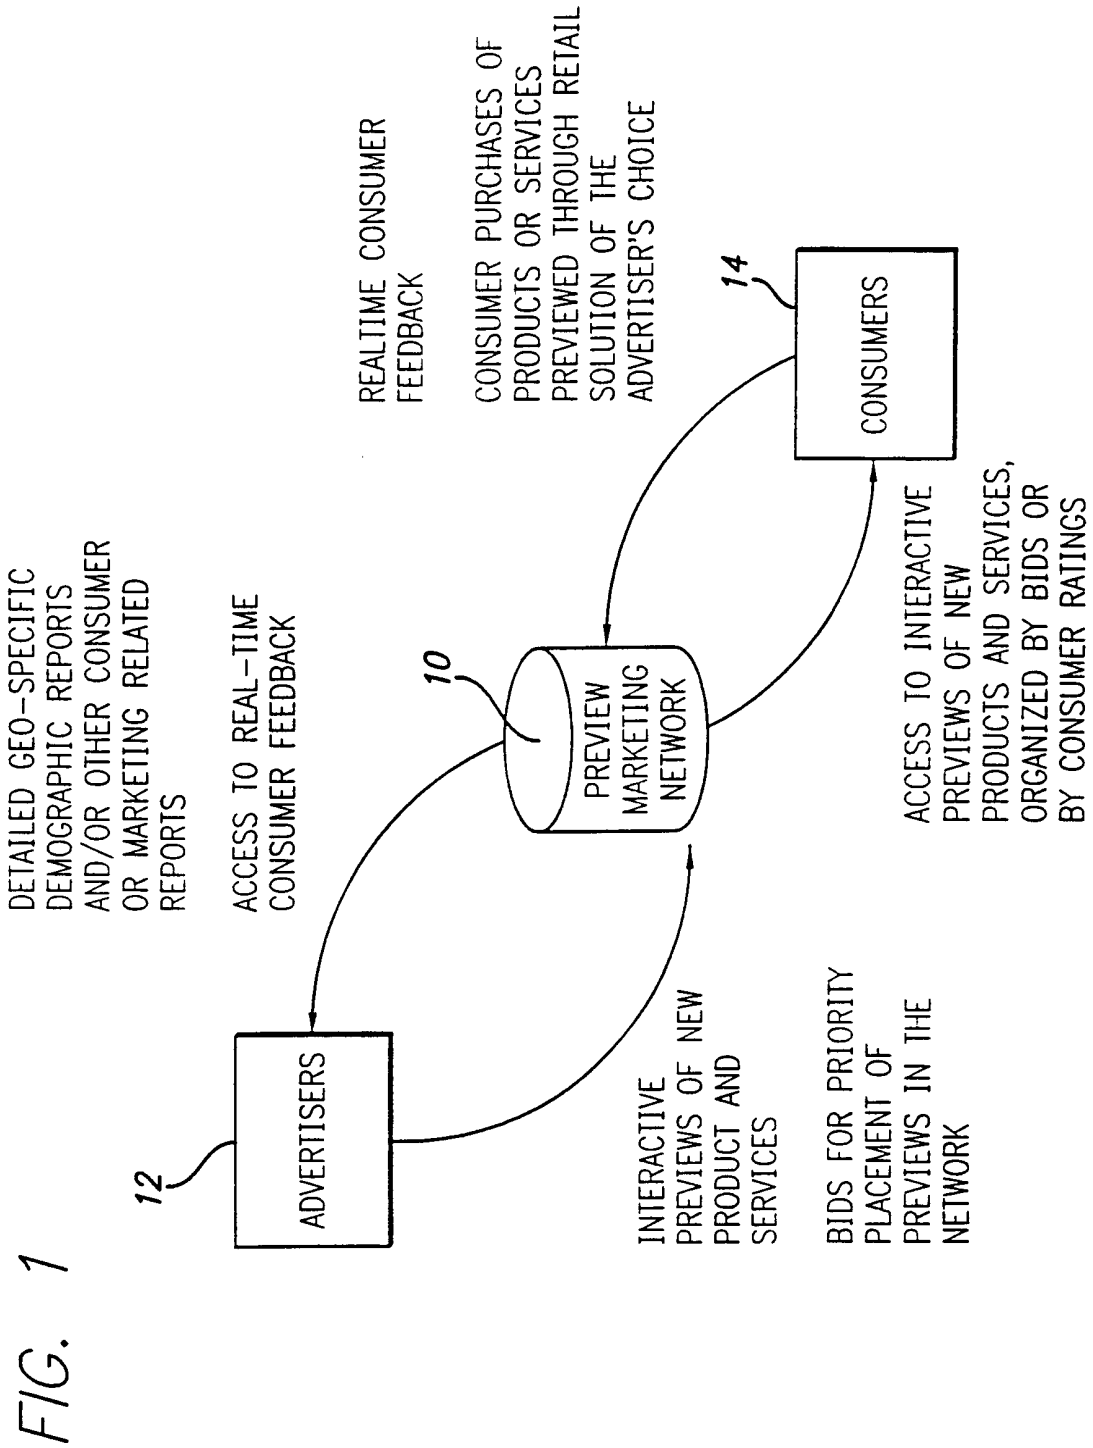 FIG. 1
DETAILED GEO-SPECIFIC
DEMOGRAPHIC REPORTS
AND/OR OTHER CONSUMER
OR MARKETING RELATED
REPORTS
ACCESS TO REAL-TIME
CONSUMER FEEDBACK
REALTIME CONSUMER
FEEDBACK
CONSUMER PURCHASES OF
PRODUCTS OR SERVICES
PREVIEWED THROUGH RETAIL
SOLUTION OF THE
ADVERTISER'S CHOICE
12
ADVERTISERS
10
PREVIEW
MARKETING
NETWORK
14
CONSUMERS
INTERACTIVE
PREVIEWS OF NEW
PRODUCT AND
SERVICES
BIDS FOR PRIORITY
PLACEMENT OF
PREVIEWS IN THE
NETWORK
ACCESS TO INTERACTIVE
PREVIEWS OF NEW
PRODUCTS AND SERVICES,
ORGANIZED BY BIDS OR
BY CONSUMER RATINGS